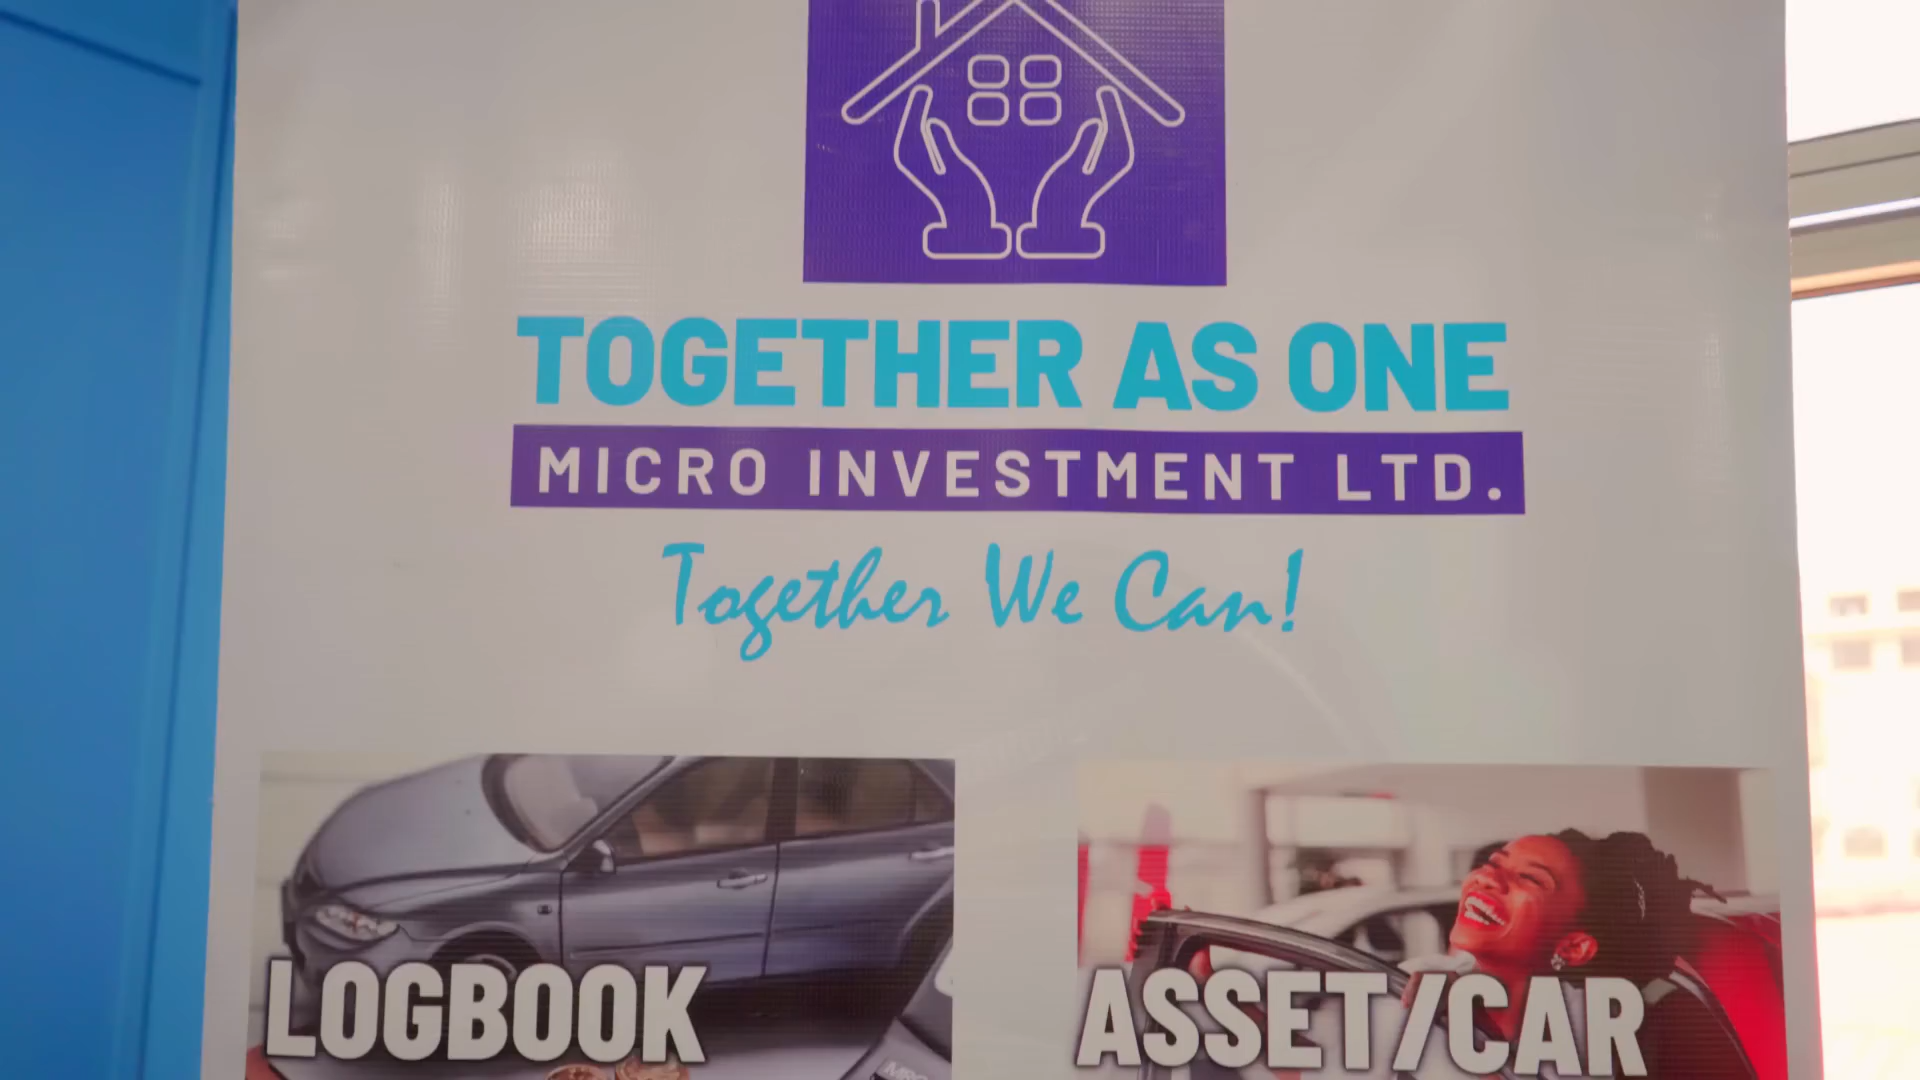 TOGETHER AS ONE
MICRO INVESTMENT LTD.
Together We Can!
LOGBOOK
ASSET/CAR